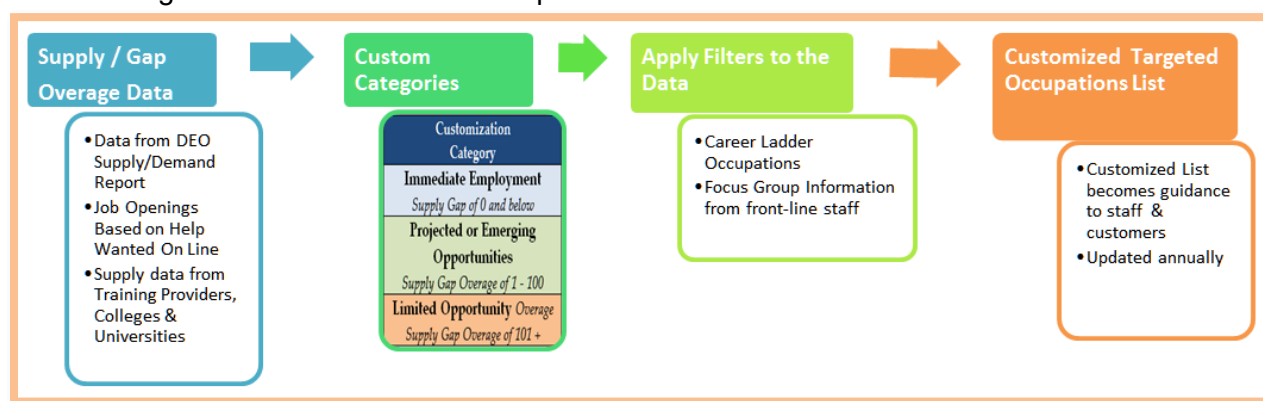 Supply / Gap
Overage Data
•Data from DEO
Supply/Demand
Report
•Job Openings
Based on Help
Wanted On Line
•Supply data from
Training Providers,
Colleges &
Universities
Custom
Categories
Customization
Category
Immediate Employment
Supply Gap of 0 and below
Projected or Emerging
Opportunities
Supply Gap Overage of 1 - 100
Limited Opportunity Overage
Supply Gap Overage of 101 +
Apply Filters to the
Data
•Career Ladder
Occupations
•Focus Group Information
from front-line staff
Customized Targeted
Occupations List
•Customized List
becomes guidance
to staff &
customers
•Updated annually